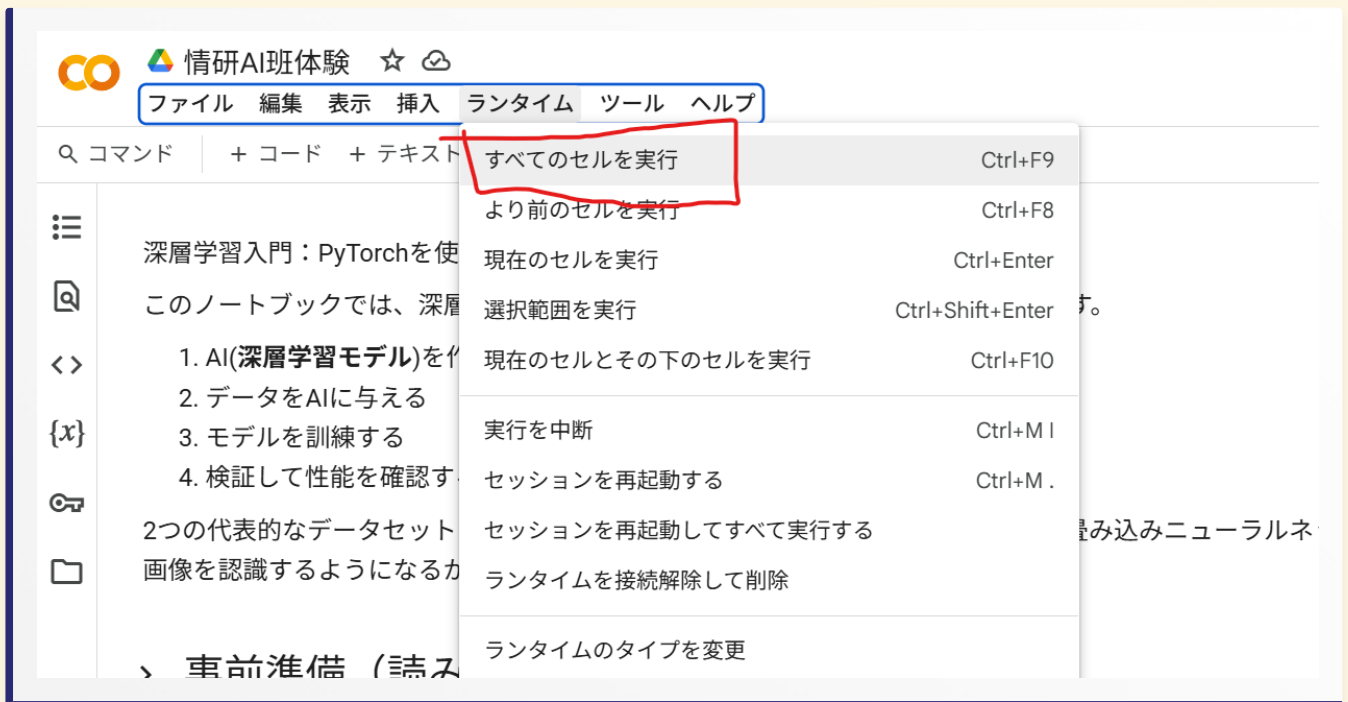 情研AI班体験
ファイル 編集 表示 挿入 ランタイム ツール ヘルプ
コマンド + コード + テキスト
すべてのセルを実行 Ctrl+F9
より前のセルを実行 Ctrl+F8
現在のセルを実行 Ctrl+Enter
選択範囲を実行 Ctrl+Shift+Enter
現在のセルとその下のセルを実行 Ctrl+F10
実行を中断 Ctrl+M I
セッションを再起動する Ctrl+M .
セッションを再起動してすべて実行する
ランタイムを接続解除して削除
ランタイムのタイプを変更
深層学習入門：PyTorchを使
このノートブックでは、深層 す。
1. AI(深層学習モデル)を作
2. データをAIに与える
3. モデルを訓練する
4. 検証して性能を確認す
2つの代表的なデータセット 畳み込みニューラルネ
画像を認識するようになるか
事前準備（読み